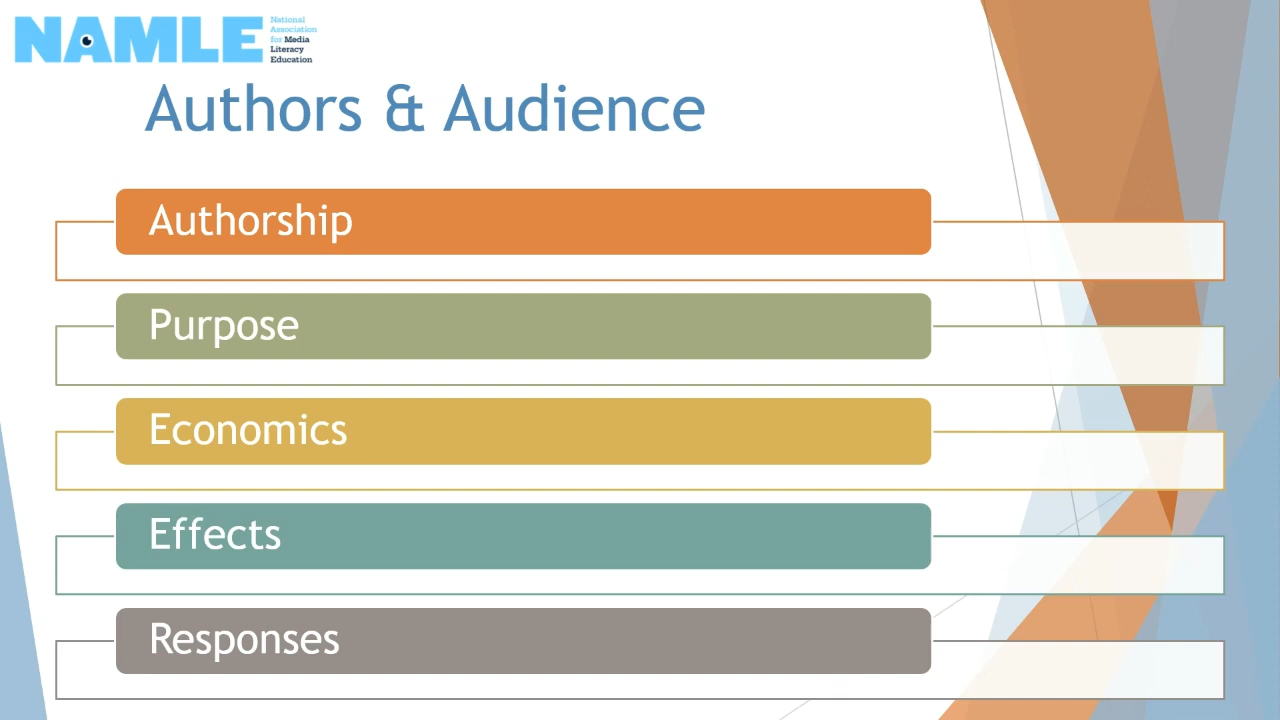 NAMLE
National
Association
for Media
Literacy
Education
Authors & Audience
Authorship
Purpose
Economics
Effects
Responses